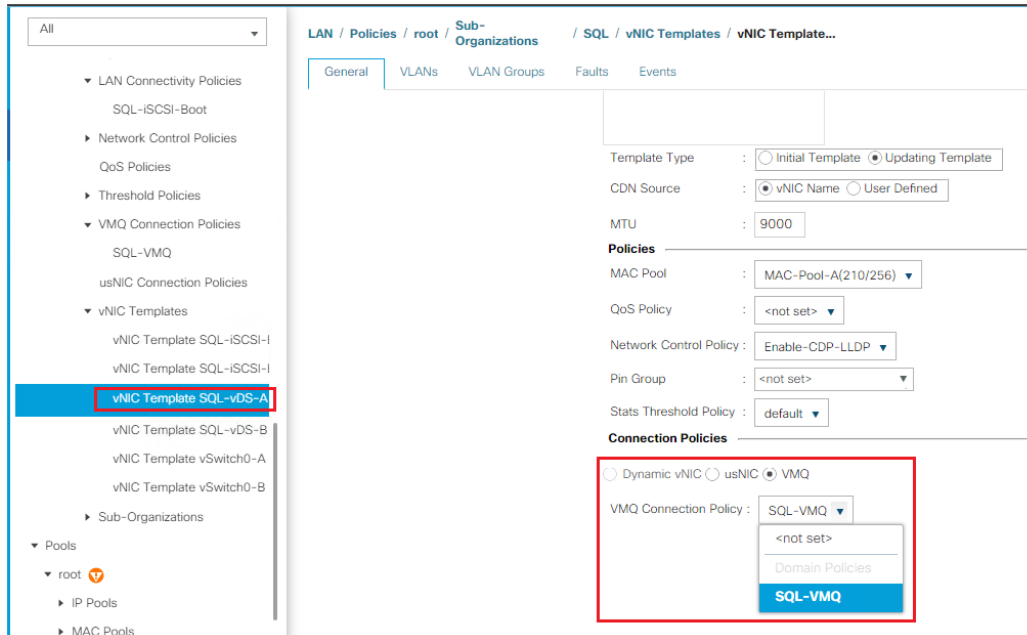 All
LAN Connectivity Policies
SQL-iSCSI-Boot
Network Control Policies
QoS Policies
Threshold Policies
VMQ Connection Policies
SQL-VMQ
usNIC Connection Policies
vNIC Templates
vNIC Template SQL-iSCSI-
vNIC Template SQL-iSCSI-
vNIC Template SQL-vDS-A
vNIC Template SQL-vDS-B
vNIC Template vSwitch0-A
vNIC Template vSwitch0-B
Sub-Organizations
Pools
root
IP Pools
MAC Pools
LAN / Policies / root / Sub-Organizations / SQL / vNIC Templates / vNIC Template...
General VLANs VLAN Groups Faults Events
Template Type : Initial Template Updating Template
CDN Source : vNIC Name User Defined
MTU : 9000
Policies
MAC Pool : MAC-Pool-A(210/256)
QoS Policy : <not set>
Network Control Policy : Enable-CDP-LLDP
Pin Group : <not set>
Stats Threshold Policy : default
Connection Policies
Dynamic vNIC usNIC VMQ
VMQ Connection Policy : SQL-VMQ
<not set>
Domain Policies
SQL-VMQ